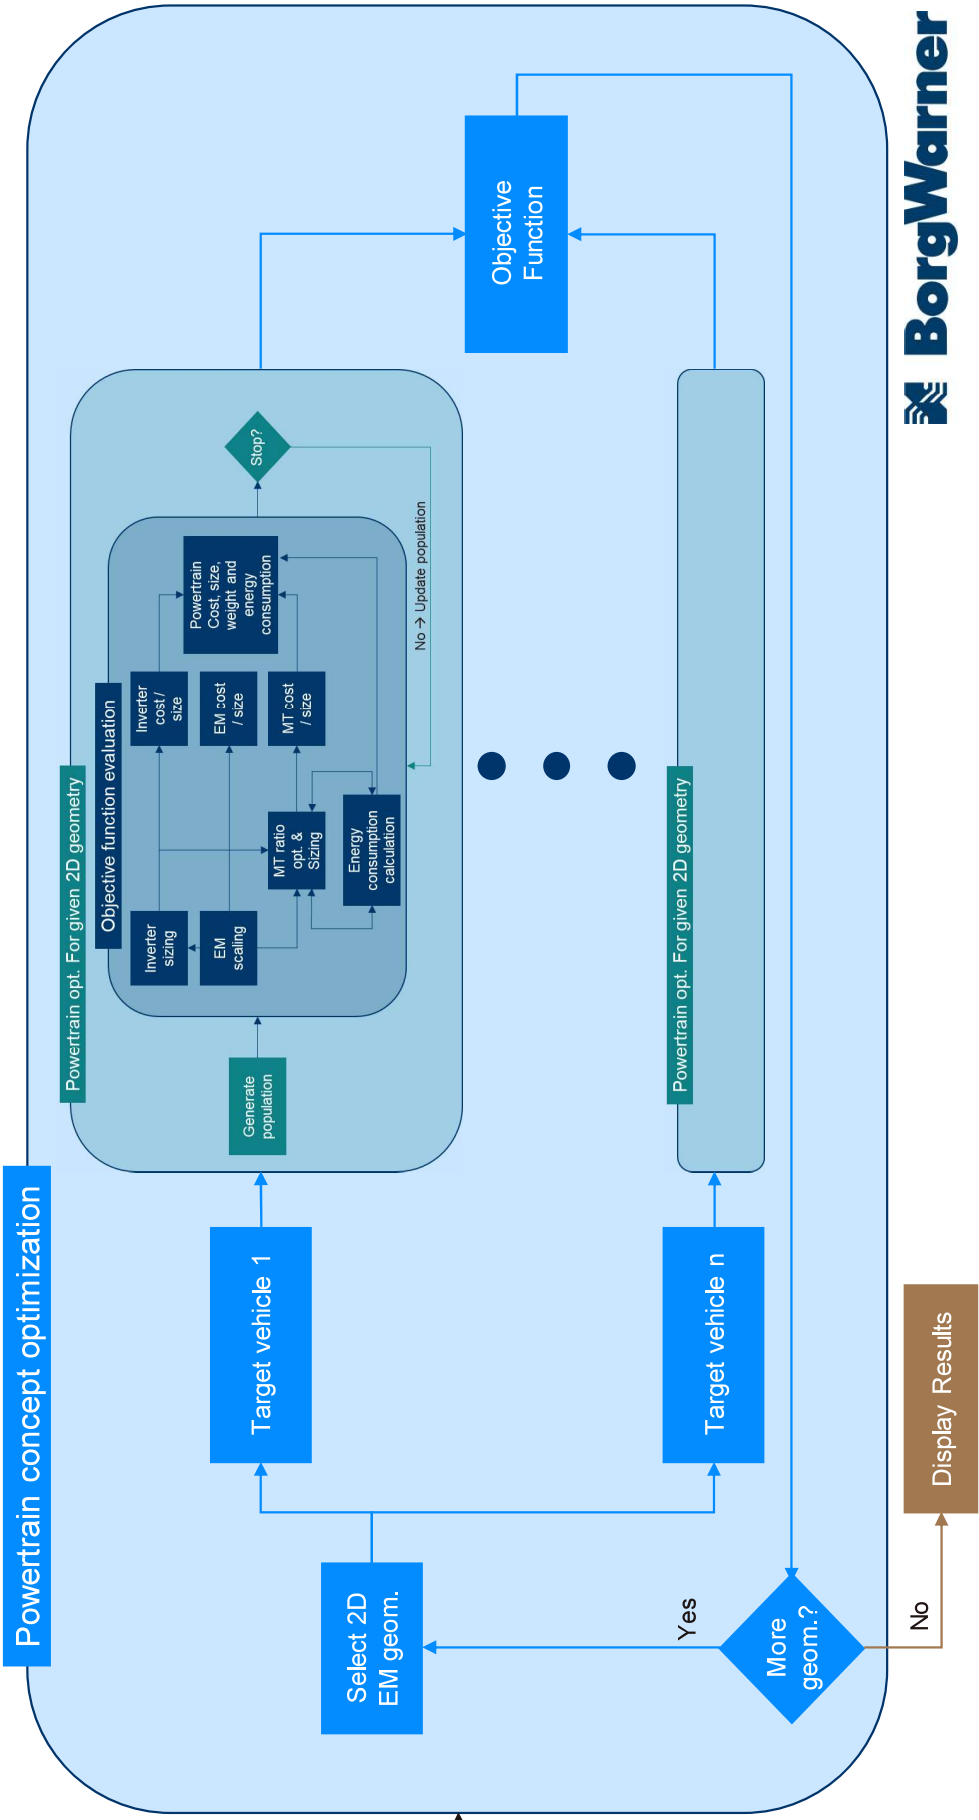 Powertrain concept optimization
Select 2D
EM geom.
Target vehicle 1
Target vehicle n
Powertrain opt. For given 2D geometry
Generate
population
Objective function evaluation
Inverter
sizing
EM
scaling
MT ratio
opt. &
Sizing
Energy
consumption
calculation
Inverter
cost /
size
EM cost
/ size
MT cost
/ size
Powertrain
Cost, size,
weight and
energy
consumption
Stop?
No → Update population
Powertrain opt. For given 2D geometry
Objective
Function
More
geom.?
Yes
No
Display Results
BorgWarner